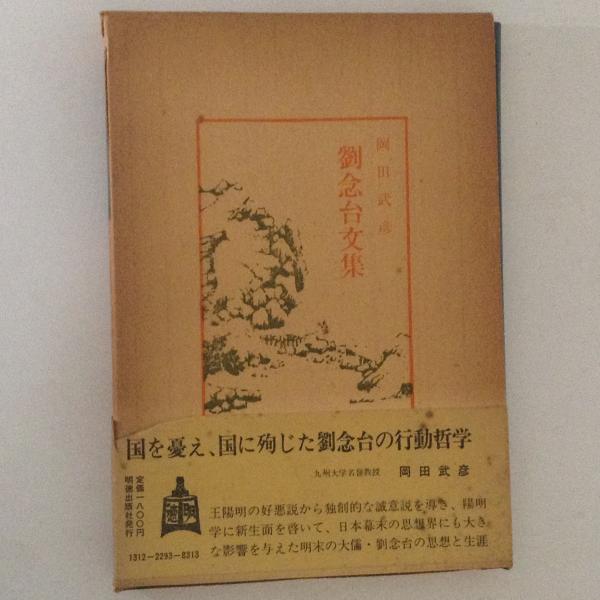 岡田武彦
劉念台文集
国を憂え、国に殉じた劉念台の行動哲学
九州大学名誉教授 岡田武彦
王陽明の好悪説から独創的な誠意説を導き、陽明
学に新生面を啓いて、日本幕末の思想界にも大き
な影響を与えた明末の大儒・劉念台の思想と生涯
定価一八〇〇円
明徳出版社発行
1312-2293-8313
明徳